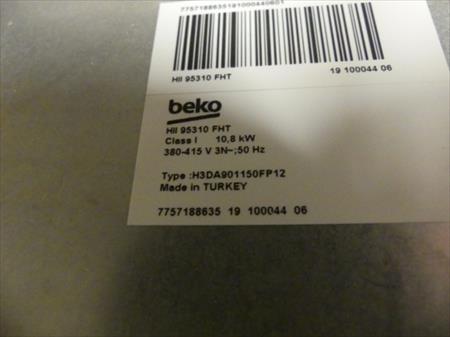 7757188635191000440601
HII 95310 FHT
19 100044 06
beko
HII 95310 FHT
Class I 10,8 kW
380-415 V 3N~;50 Hz
Type :H3DA901150FP12
Made in TURKEY
7757188635 19 100044 06